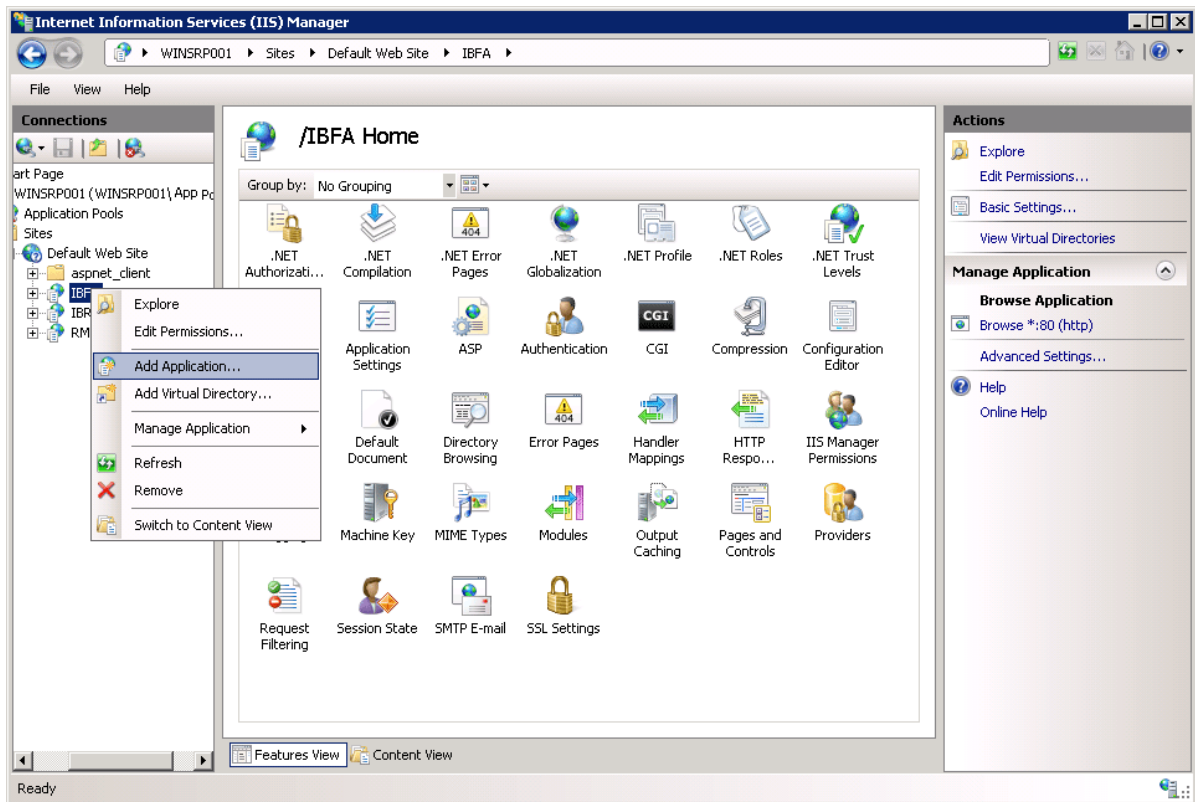 Internet Information Services (IIS) Manager
WINSRP001 Sites Default Web Site IBFA
File View Help
Connections
art Page
WINSRP001 (WINSRP001\App Po
Application Pools
Sites
Default Web Site
aspnet_client
IBF
IBR
RM
Explore
Edit Permissions...
Add Application...
Add Virtual Directory...
Manage Application
Refresh
Remove
Switch to Content View
/IBFA Home
Group by: No Grouping
.NET Authorizati...
.NET Compilation
.NET Error Pages
.NET Globalization
.NET Profile
.NET Roles
.NET Trust Levels
Application Settings
ASP
Authentication
CGI
Compression
Configuration Editor
Default Document
Directory Browsing
Error Pages
Handler Mappings
HTTP Respo...
IIS Manager Permissions
Machine Key
MIME Types
Modules
Output Caching
Pages and Controls
Providers
Request Filtering
Session State
SMTP E-mail
SSL Settings
Features View
Content View
Actions
Explore
Edit Permissions...
Basic Settings...
View Virtual Directories
Manage Application
Browse Application
Browse *:80 (http)
Advanced Settings...
Help
Online Help
Ready